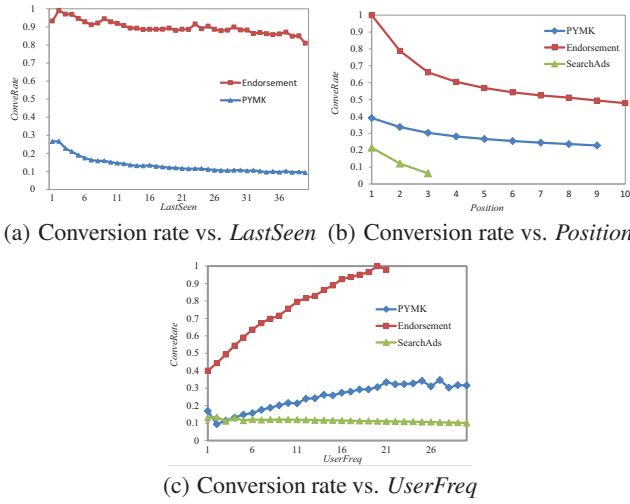 1
0.9
0.8
0.7
0.6
0.5
0.4
0.3
0.2
0.1
0
ConveRate
Endorsement
PYMK
1 6 11 16 21 26 31 36
LastSeen
(a) Conversion rate vs. LastSeen
1
0.9
0.8
0.7
0.6
0.5
0.4
0.3
0.2
0.1
0
ConveRate
PYMK
Endorsement
SearchAds
1 2 3 4 5 6 7 8 9 10
Position
(b) Conversion rate vs. Position
1
0.9
0.8
0.7
0.6
0.5
0.4
0.3
0.2
0.1
0
ConveRate
PYMK
Endorsement
SearchAds
1 6 11 16 21 26
UserFreq
(c) Conversion rate vs. UserFreq